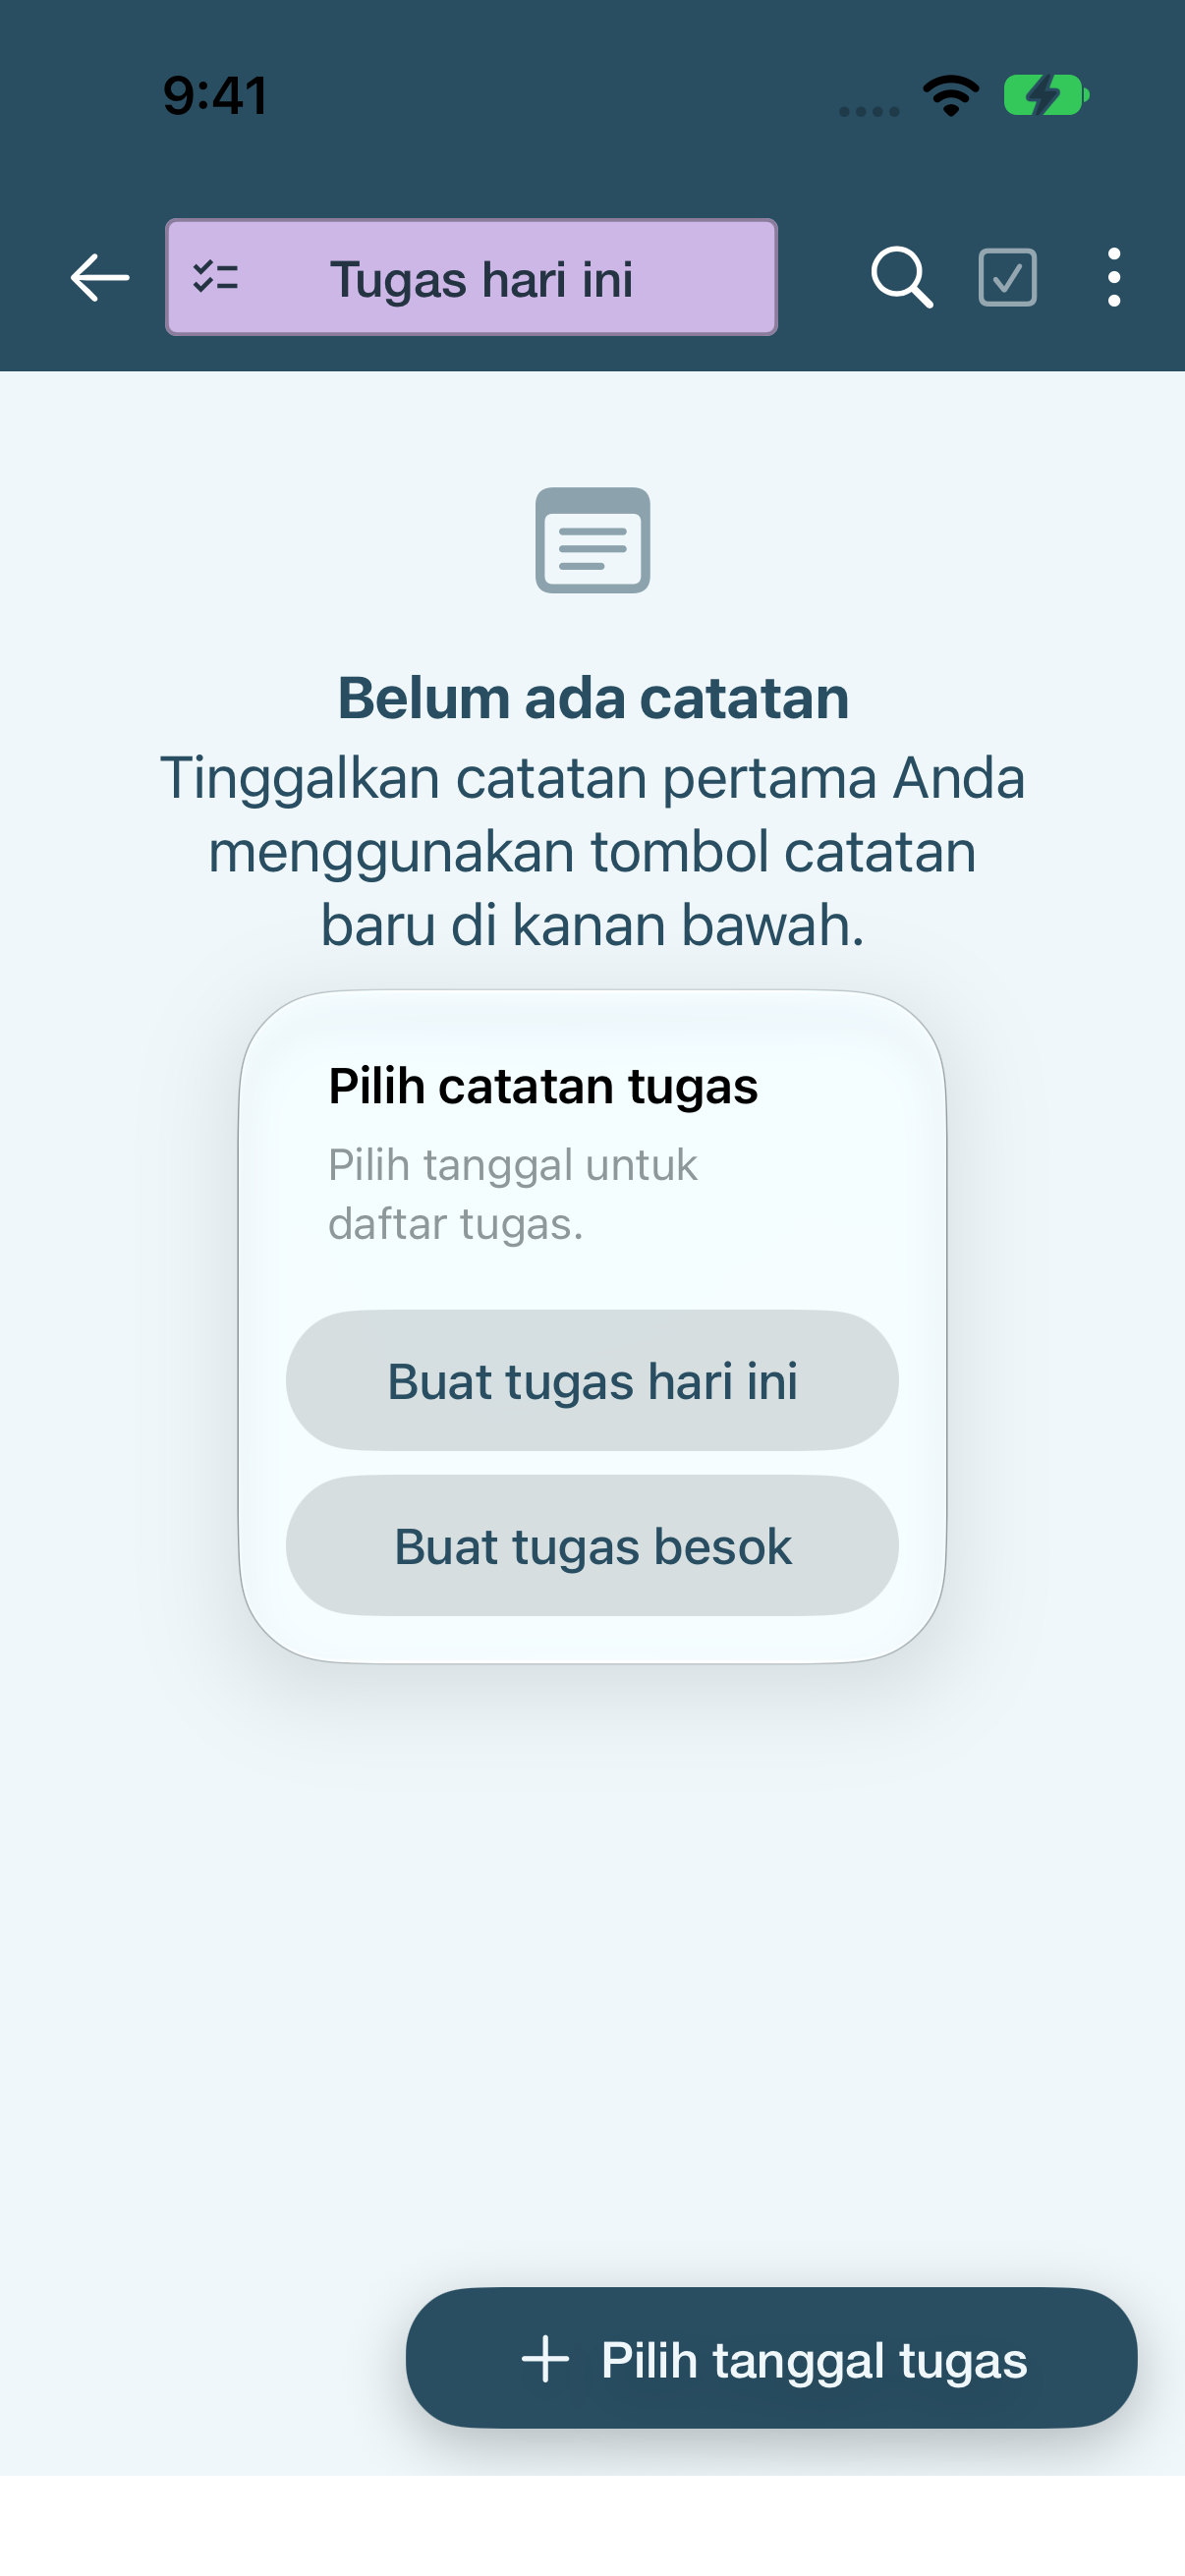 9:41
Tugas hari ini
Belum ada catatan
Tinggalkan catatan pertama Anda
menggunakan tombol catatan
baru di kanan bawah.
Pilih catatan tugas
Pilih tanggal untuk
daftar tugas.
Buat tugas hari ini
Buat tugas besok
Pilih tanggal tugas